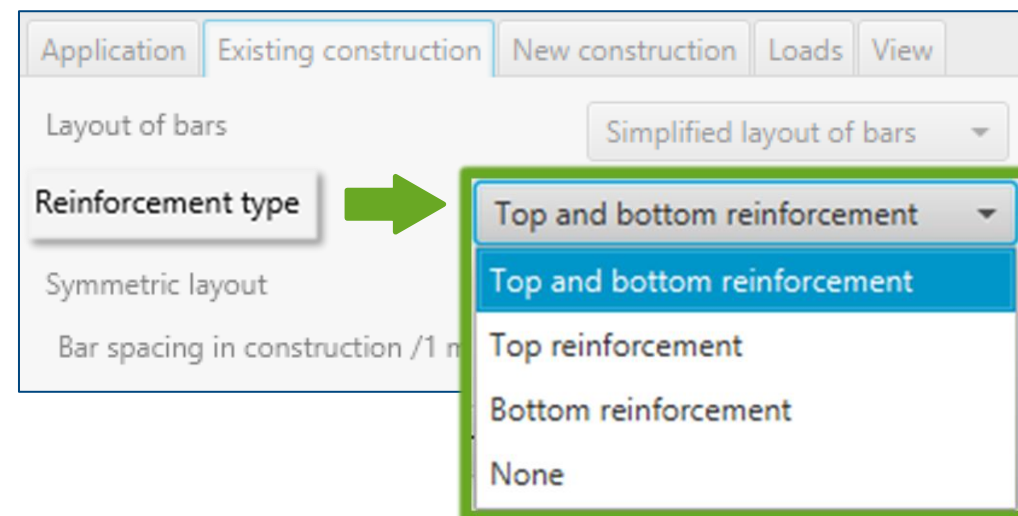 Application Existing construction New construction Loads View
Layout of bars Simplified layout of bars
Reinforcement type Top and bottom reinforcement
Top and bottom reinforcement
Symmetric layout
Top reinforcement
Bar spacing in construction /1
Bottom reinforcement
None